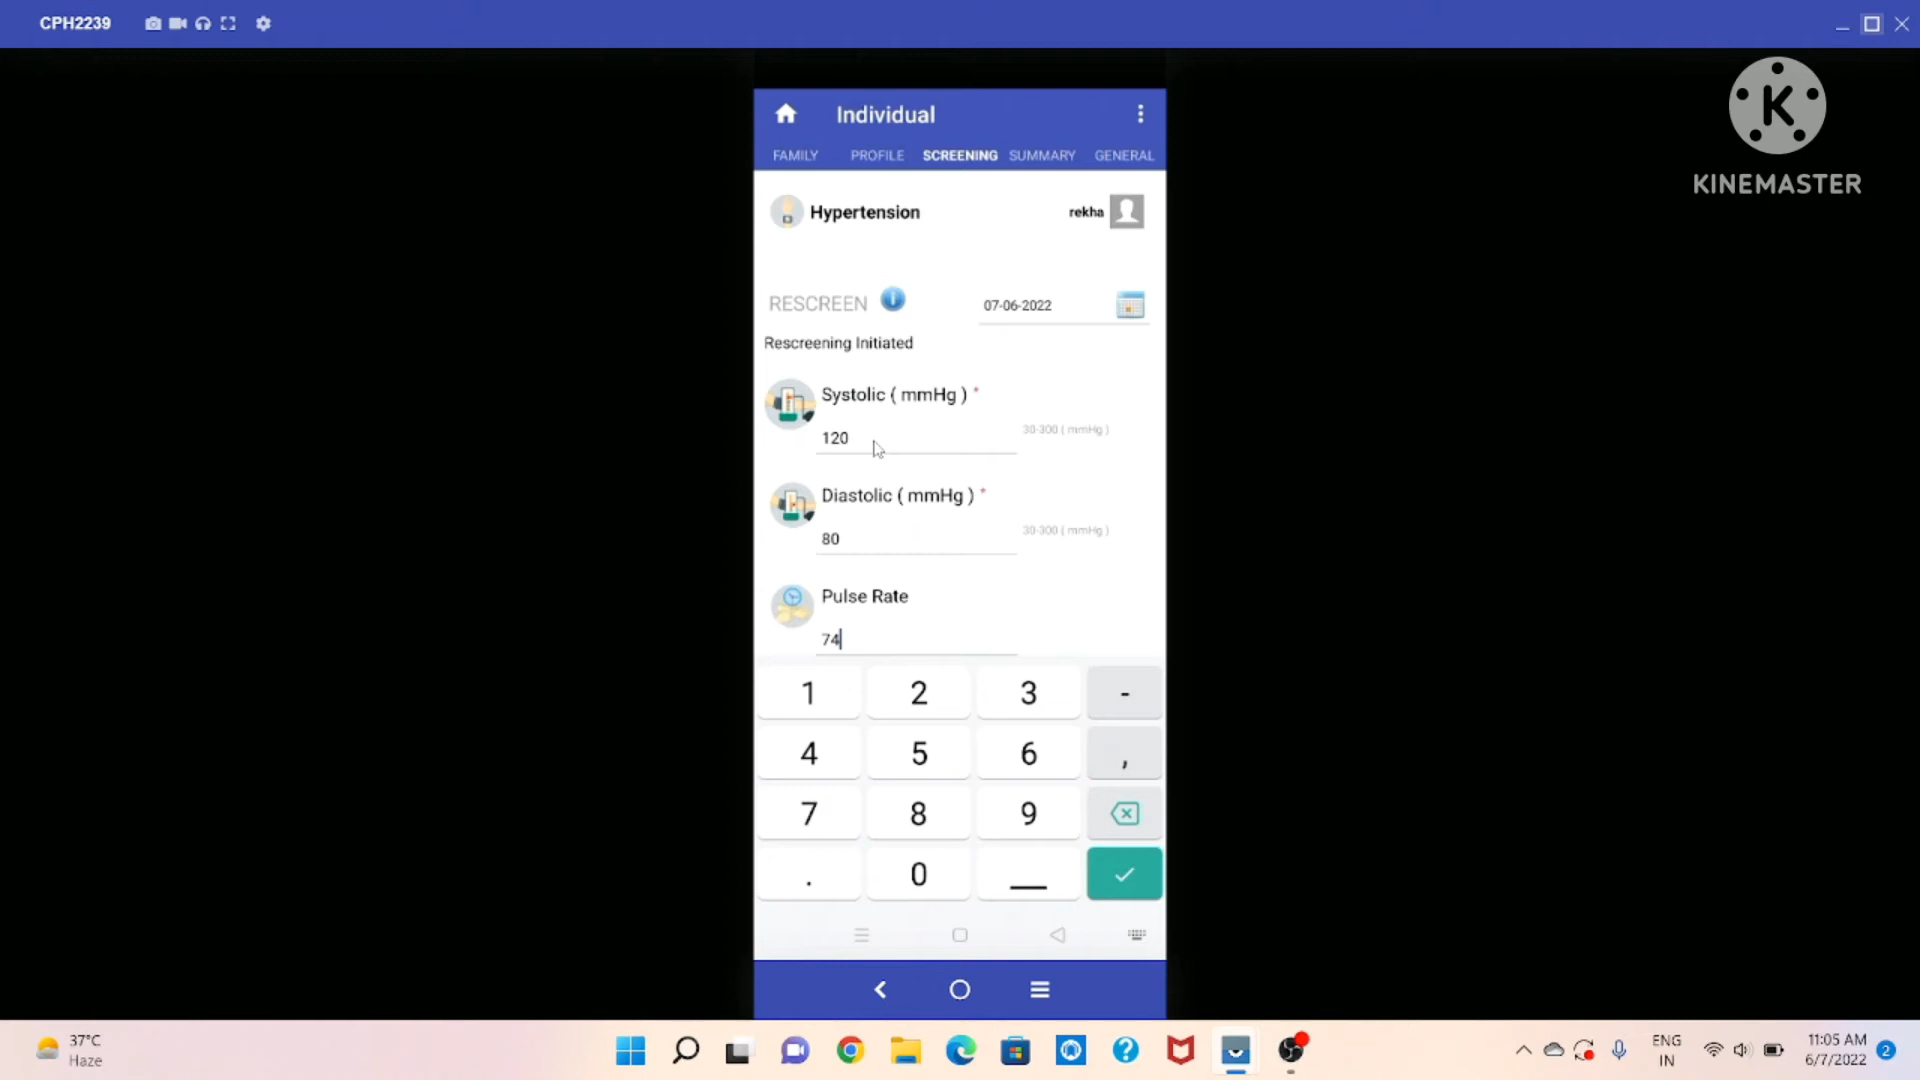 CPH2239
KINEMASTER
Individual
FAMILY PROFILE SCREENING SUMMARY GENERAL
Hypertension rekha
RESCREEN 07-06-2022
Rescreening Initiated
Systolic ( mmHg ) *
120 30-300 ( mmHg )
Diastolic ( mmHg ) *
80 30-300 ( mmHg )
Pulse Rate
74
1 2 3 -
4 5 6 ,
7 8 9
. 0
37°C
Haze
ENG
IN
11:05 AM
6/7/2022
2